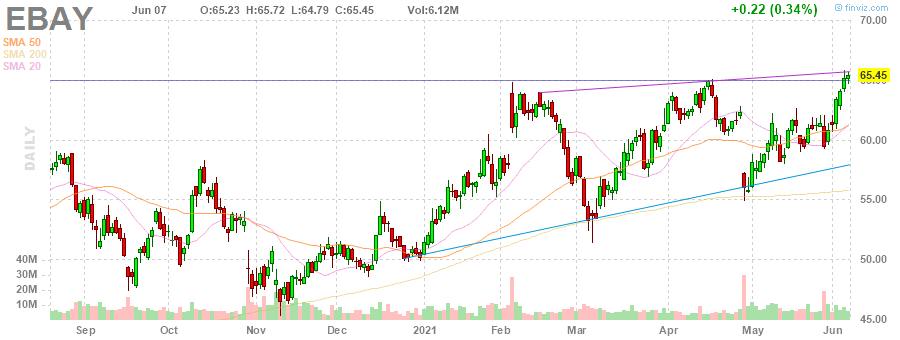 EBAY
Jun 07 O:65.23 H:65.72 L:64.79 C:65.45 Vol:6.12M +0.22 (0.34%)
finviz.com
SMA 50
SMA 200
SMA 20
DAILY
70.00
65.45
60.00
55.00
50.00
45.00
40M
30M
20M
10M
Sep Oct Nov Dec 2021 Feb Mar Apr May Jun